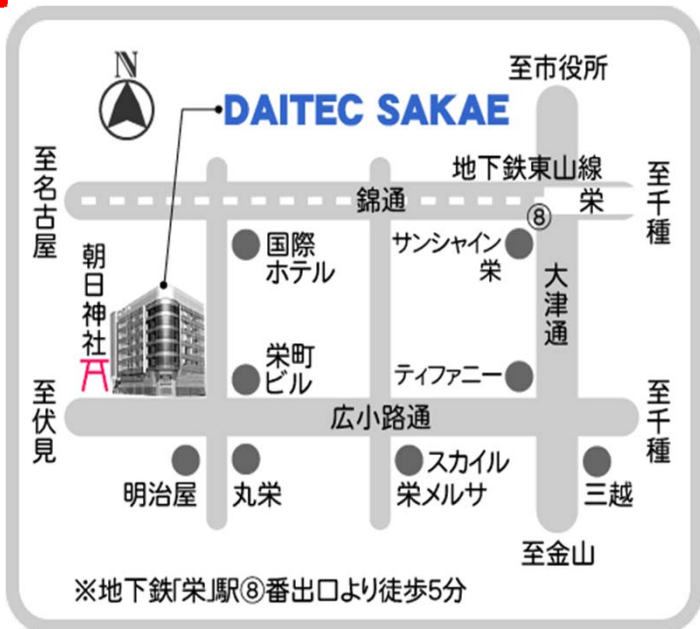 N
至市役所
DAITEC SAKAE
至名古屋
地下鉄東山線
至千種
錦通
栄
⑧
国際
ホテル
サンシャイン
栄
大津通
朝日神社
栄町
ビル
ティファニー
至伏見
広小路通
至千種
明治屋
丸栄
スカイル
栄メルサ
三越
至金山
※地下鉄「栄」駅⑧番出口より徒歩5分